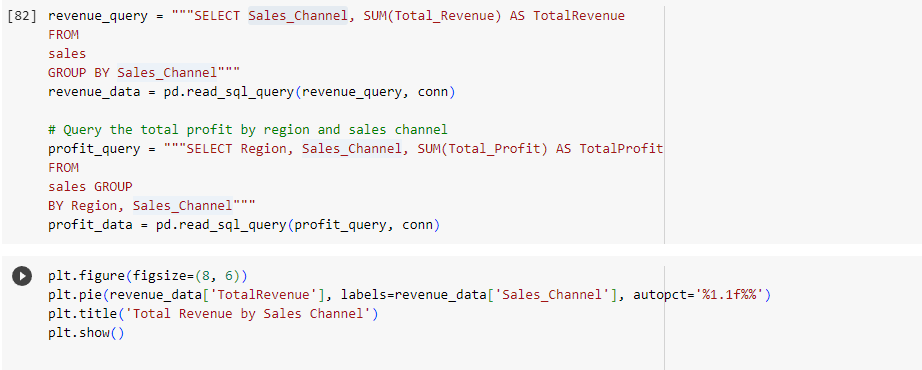 [82] revenue_query = """SELECT Sales_Channel, SUM(Total_Revenue) AS TotalRevenue
FROM
sales
GROUP BY Sales_Channel"""
revenue_data = pd.read_sql_query(revenue_query, conn)
# Query the total profit by region and sales channel
profit_query = """SELECT Region, Sales_Channel, SUM(Total_Profit) AS TotalProfit
FROM
sales GROUP
BY Region, Sales_Channel"""
profit_data = pd.read_sql_query(profit_query, conn)
plt.figure(figsize=(8, 6))
plt.pie(revenue_data['TotalRevenue'], labels=revenue_data['Sales_Channel'], autopct='%1.1f%%')
plt.title('Total Revenue by Sales Channel')
plt.show()